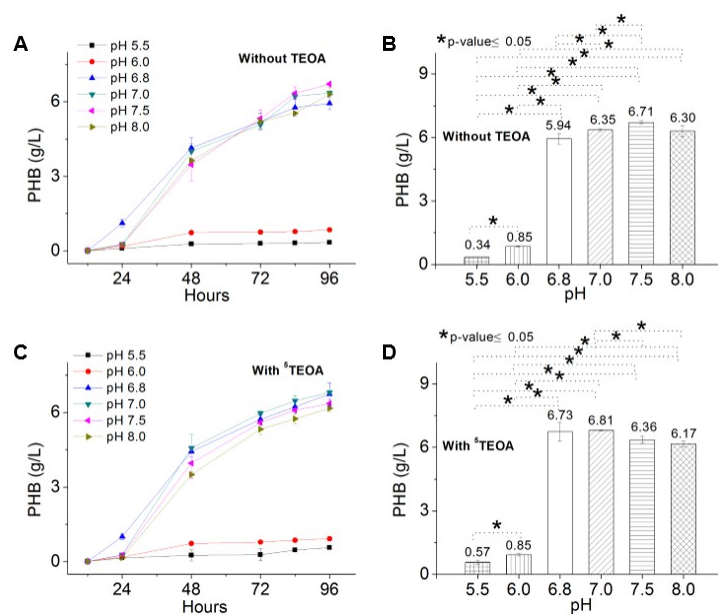 A
Without TEOA
pH 5.5
pH 6.0
pH 6.8
pH 7.0
pH 7.5
pH 8.0
PHB (g/L)
6
3
0
24 48 72 96
Hours
B
*p-value≤ 0.05
* * * * * * * * * * *
Without TEOA
PHB (g/L)
9
6
3
0
0.34 0.85 5.94 6.35 6.71 6.30
5.5 6.0 6.8 7.0 7.5 8.0
pH
C
With ⁵TEOA
pH 5.5
pH 6.0
pH 6.8
pH 7.0
pH 7.5
pH 8.0
PHB (g/L)
6
3
0
24 48 72 96
Hours
D
*p-value≤ 0.05
* * * * * * * * * * *
With ⁵TEOA
PHB (g/L)
9
6
3
0
0.57 0.85 6.73 6.81 6.36 6.17
5.5 6.0 6.8 7.0 7.5 8.0
pH